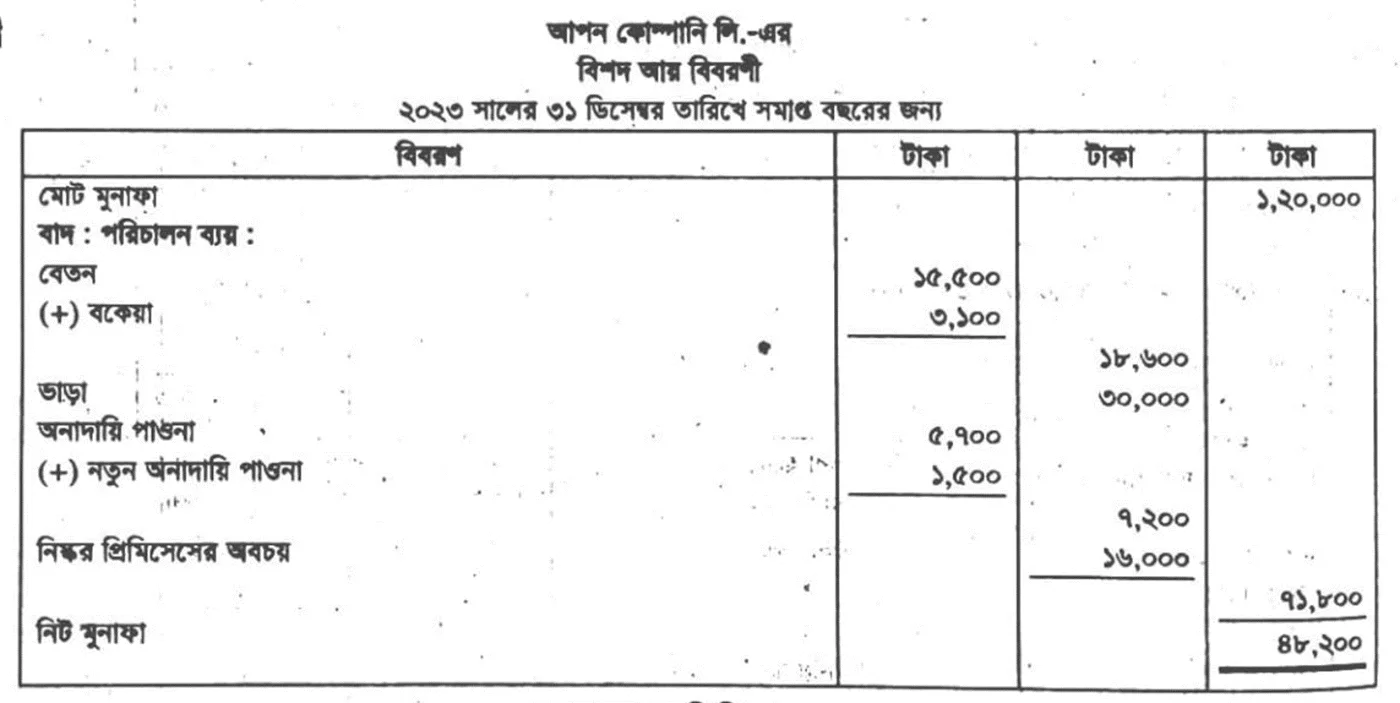 আপন কোম্পানি লি.-এর
বিশদ আয় বিবরণী
২০২৩ সালের ৩১ ডিসেম্বর তারিখে সমাপ্ত বছরের জন্য
বিবরণ টাকা টাকা টাকা
মোট মুনাফা ১,২০,০০০
বাদ : পরিচালন ব্যয় :
বেতন ১৫,৫০০
(+) বকেয়া ৩,১০০
১৮,৬০০
ভাড়া ৩০,০০০
অনাদায়ি পাওনা ৫,৭০০
(+) নতুন অনাদায়ি পাওনা ১,৫০০
৭,২০০
নিষ্কর প্রিমিসেসের অবচয় ১৬,০০০
৭১,৮০০
নিট মুনাফা ৪৮,২০০